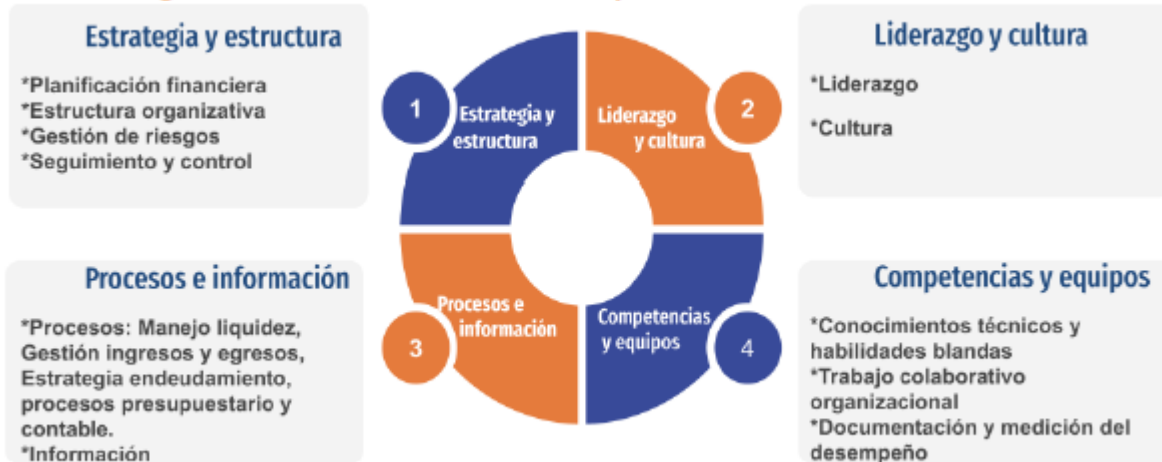 Estrategia y estructura
*Planificación financiera
*Estructura organizativa
*Gestión de riesgos
*Seguimiento y control
1
Estrategia y
estructura
Liderazgo
y cultura
2
Liderazgo y cultura
*Liderazgo
*Cultura
Procesos e información
*Procesos: Manejo liquidez,
Gestión ingresos y egresos,
Estrategia endeudamiento,
procesos presupuestario y
contable.
*Información
3
Procesos e
información
Competencias
y equipos
4
Competencias y equipos
*Conocimientos técnicos y
habilidades blandas
*Trabajo colaborativo
organizacional
*Documentación y medición del
desempeño